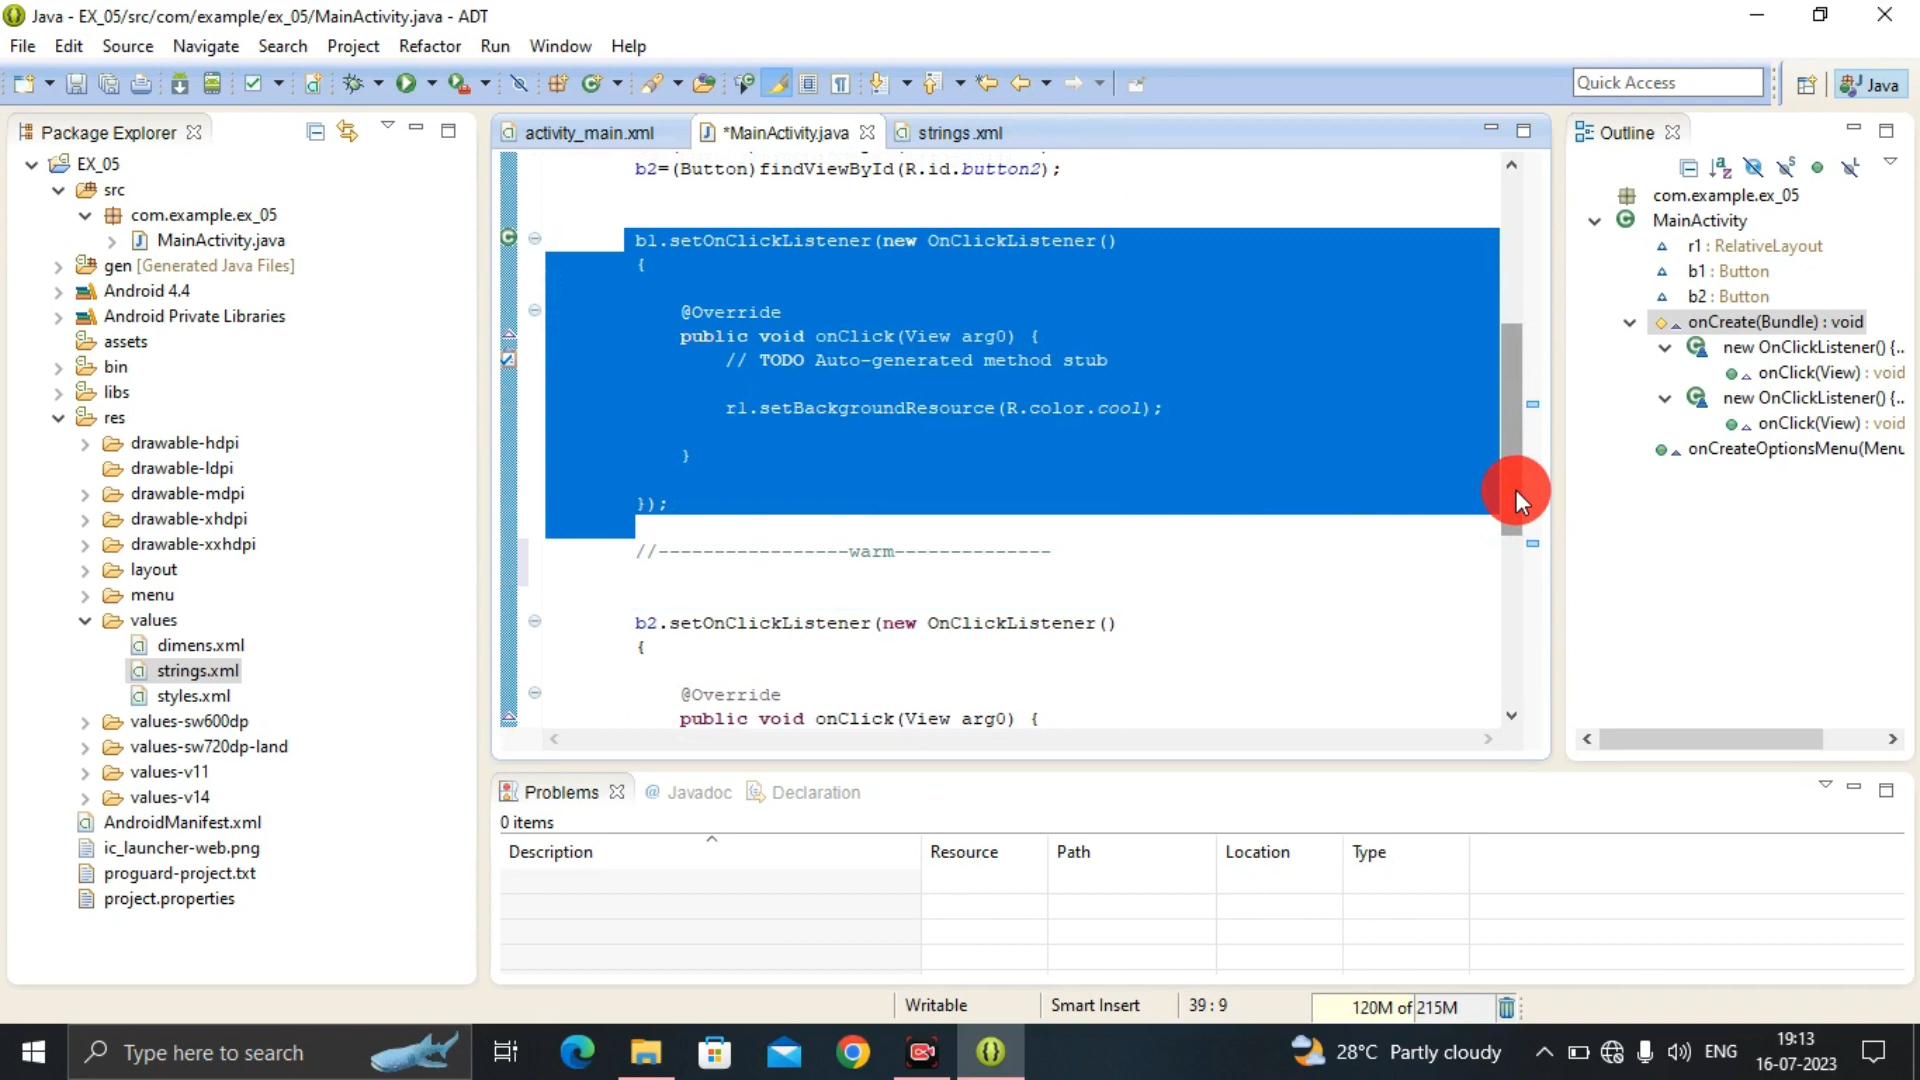 Java - EX_05/src/com/example/ex_05/MainActivity.java - ADT
File Edit Source Navigate Search Project Refactor Run Window Help
Quick Access
Java
Package Explorer
EX_05
src
com.example.ex_05
MainActivity.java
gen [Generated Java Files]
Android 4.4
Android Private Libraries
assets
bin
libs
res
drawable-hdpi
drawable-ldpi
drawable-mdpi
drawable-xhdpi
drawable-xxhdpi
layout
menu
values
dimens.xml
strings.xml
styles.xml
values-sw600dp
values-sw720dp-land
values-v11
values-v14
AndroidManifest.xml
ic_launcher-web.png
proguard-project.txt
project.properties
activity_main.xml
*MainActivity.java
strings.xml
b2=(Button)findViewById(R.id.button2);
b1.setOnClickListener(new OnClickListener()
{
@Override
public void onClick(View arg0) {
// TODO Auto-generated method stub
r1.setBackgroundResource(R.color.cool);
}
});
//-----------------warm--------------
b2.setOnClickListener(new OnClickListener()
{
@Override
public void onClick(View arg0) {
Outline
com.example.ex_05
MainActivity
r1 : RelativeLayout
b1 : Button
b2 : Button
onCreate(Bundle) : void
new OnClickListener() {..
onClick(View) : void
new OnClickListener() {..
onClick(View) : void
onCreateOptionsMenu(Menu
Problems
@ Javadoc
Declaration
0 items
Description Resource Path Location Type
Writable Smart Insert 39 : 9 120M of 215M
Type here to search
28°C Partly cloudy
ENG
19:13
16-07-2023